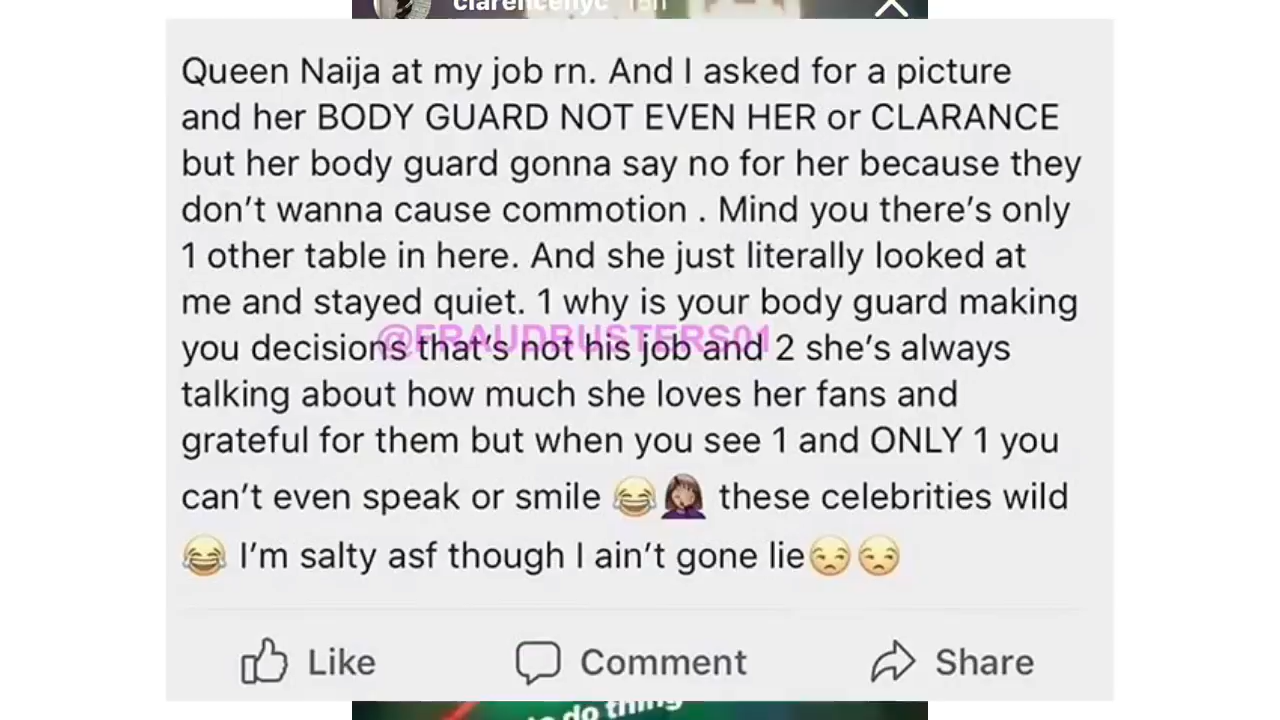 clarencenyc 15h
Queen Naija at my job rn. And I asked for a picture
and her BODY GUARD NOT EVEN HER or CLARANCE
but her body guard gonna say no for her because they
don't wanna cause commotion . Mind you there's only
1 other table in here. And she just literally looked at
me and stayed quiet. 1 why is your body guard making
@FRAUDBUSTERS01
you decisions that's not his job and 2 she's always
talking about how much she loves her fans and
grateful for them but when you see 1 and ONLY 1 you
can't even speak or smile 😂🤦🏽‍♀️ these celebrities wild
😂 I'm salty asf though I ain't gone lie😒😒
Like Comment Share
do thing